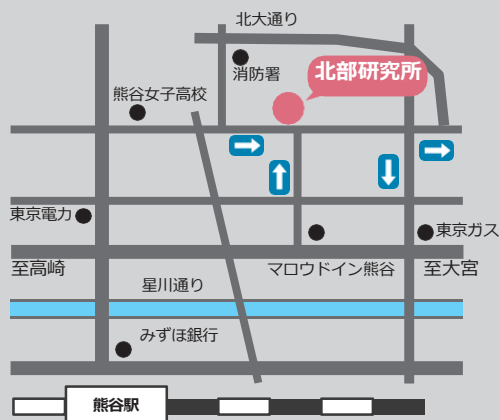 北大通り
消防署
北部研究所
熊谷女子高校
東京電力
東京ガス
至高崎
マロウドイン熊谷
至大宮
星川通り
みずほ銀行
熊谷駅